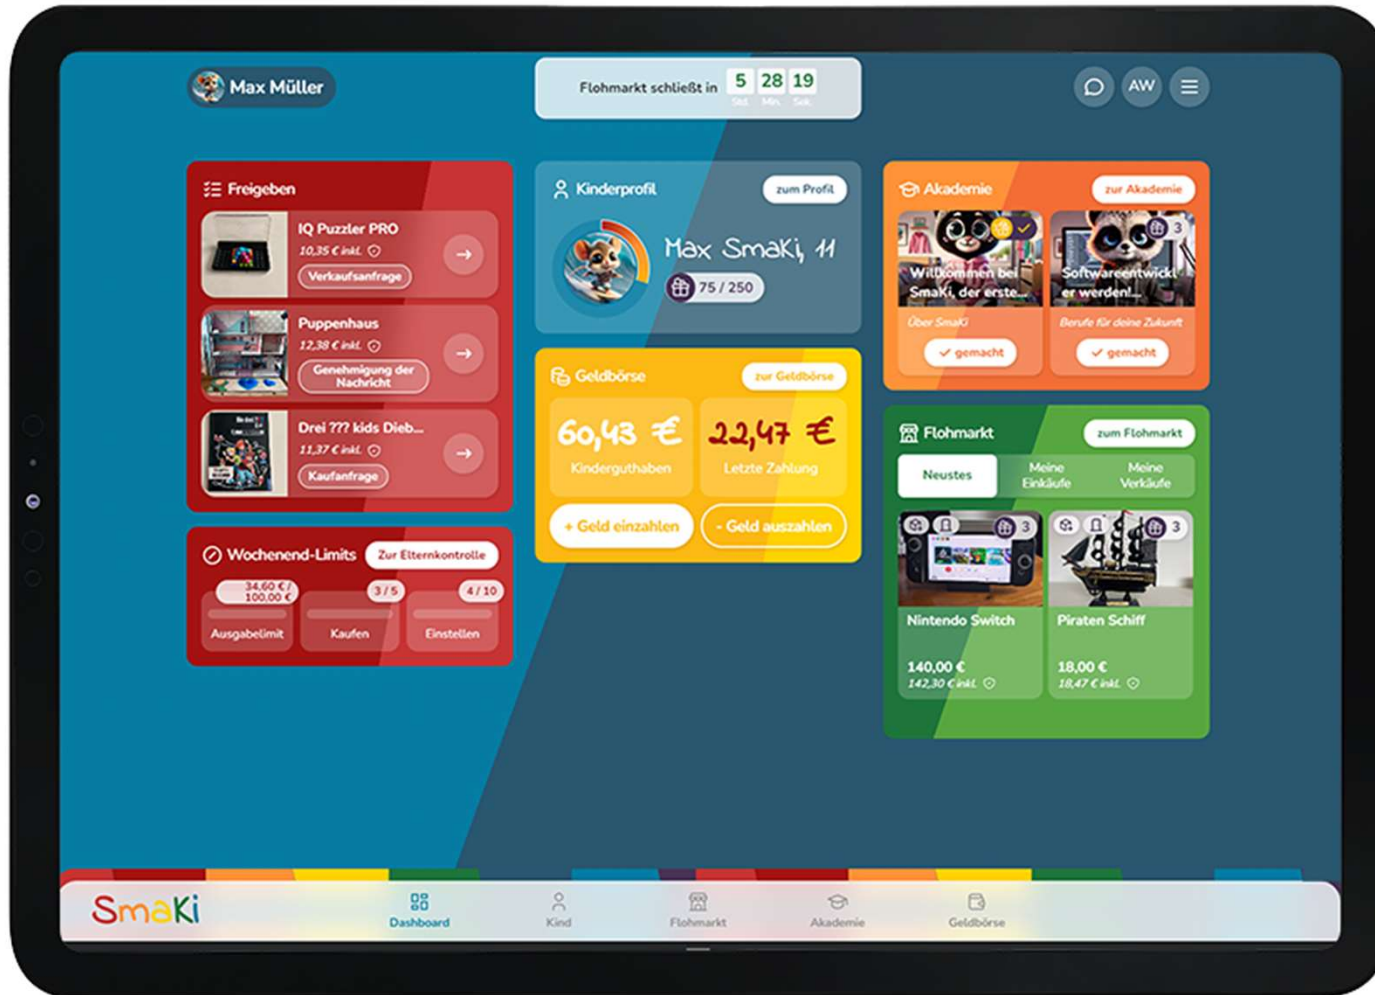 Max Müller
Flohmarkt schließt in
5 28 19
Std. Min. Sek.
AW
Freigeben
IQ Puzzler PRO
10,35 € inkl.
Verkaufsanfrage
Puppenhaus
12,38 € inkl.
Genehmigung der
Nachricht
Drei ??? kids Dieb...
11,37 € inkl.
Kaufanfrage
Wochenend-Limits
Zur Elternkontrolle
34,60 € /
100,00 €
3 / 5
4 / 10
Ausgabelimit
Kaufen
Einstellen
Kinderprofil
zum Profil
Max SmaKi, 11
75 / 250
Geldbörse
zur Geldbörse
60,43 €
Kinderguthaben
22,47 €
Letzte Zahlung
+ Geld einzahlen
- Geld auszahlen
Akademie
zur Akademie
Willkommen bei
SmaKi, der erste...
Über SmaKi
✓ gemacht
3
Softwareentwickl
er werden!...
Berufe für deine Zukunft
✓ gemacht
Flohmarkt
zum Flohmarkt
Neustes
Meine
Einkäufe
Meine
Verkäufe
3
Nintendo Switch
140,00 €
142,30 € inkl.
3
Piraten Schiff
18,00 €
18,47 € inkl.
SmaKi
Dashboard
Kind
Flohmarkt
Akademie
Geldbörse